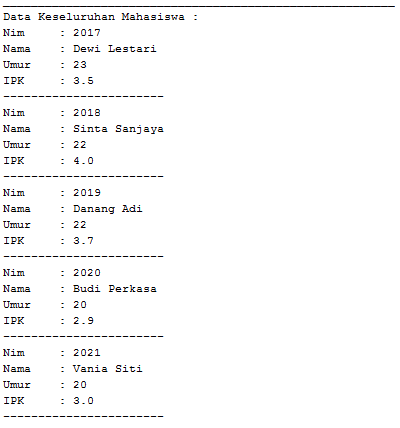 Data Keseluruhan Mahasiswa :
Nim     : 2017
Nama    : Dewi Lestari
Umur    : 23
IPK     : 3.5
-----------------------
Nim     : 2018
Nama    : Sinta Sanjaya
Umur    : 22
IPK     : 4.0
-----------------------
Nim     : 2019
Nama    : Danang Adi
Umur    : 22
IPK     : 3.7
-----------------------
Nim     : 2020
Nama    : Budi Perkasa
Umur    : 20
IPK     : 2.9
-----------------------
Nim     : 2021
Nama    : Vania Siti
Umur    : 20
IPK     : 3.0
-----------------------